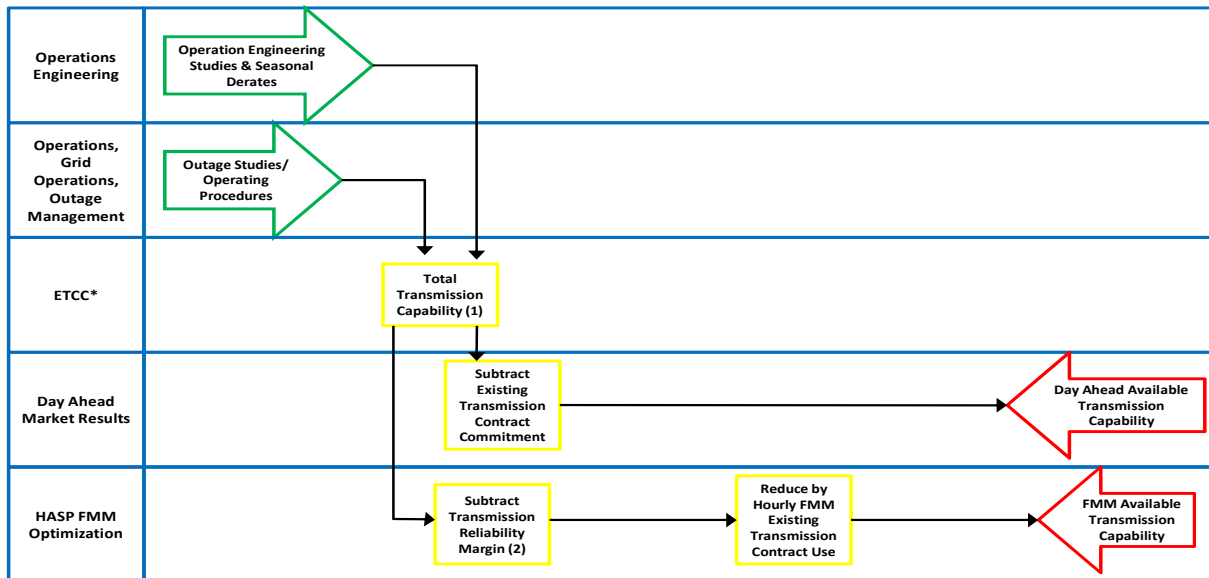 Operations
Engineering
Operation Engineering
Studies & Seasonal
Derates
Operations,
Grid
Operations,
Outage
Management
Outage Studies/
Operating
Procedures
ETCC*
Total
Transmission
Capability (1)
Day Ahead
Market Results
Subtract
Existing
Transmission
Contract
Commitment
Day Ahead Available
Transmission
Capability
HASP FMM
Optimization
Subtract
Transmission
Reliability
Margin (2)
Reduce by
Hourly FMM
Existing
Transmission
Contract Use
FMM Available
Transmission
Capability